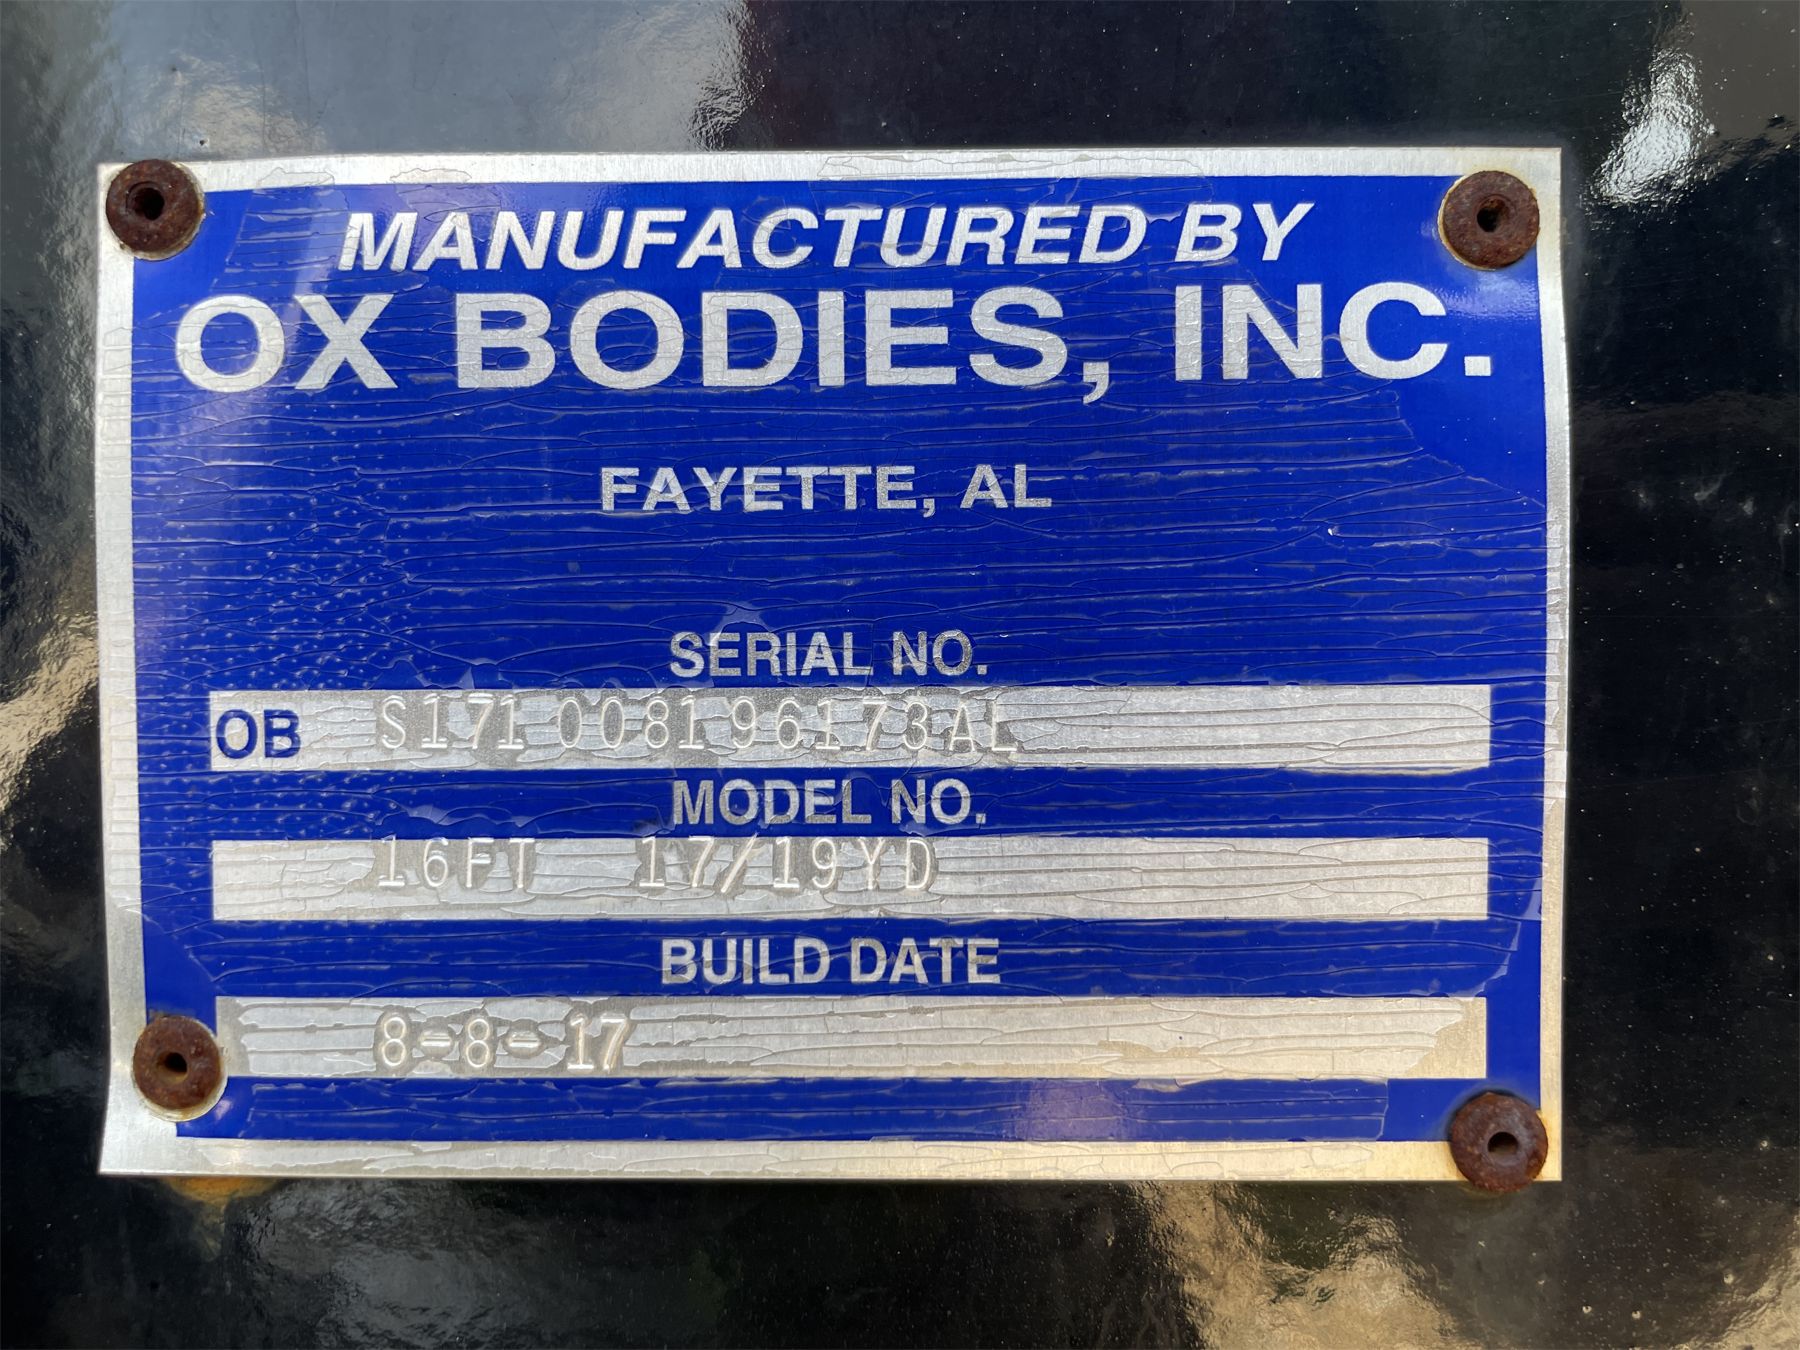 MANUFACTURED BY
OX BODIES, INC.
FAYETTE, AL
SERIAL NO.
OB S171 008196173AL
MODEL NO.
16FT 17/19YD
BUILD DATE
8-8-17